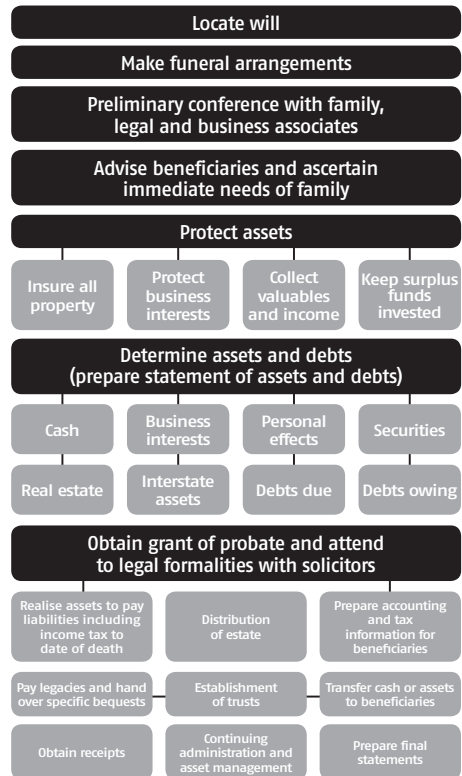 Locate will
Make funeral arrangements
Preliminary conference with family,
legal and business associates
Advise beneficiaries and ascertain
immediate needs of family
Protect assets
Insure all
property
Protect
business
interests
Collect
valuables
and income
Keep surplus
funds
invested
Determine assets and debts
(prepare statement of assets and debts)
Cash
Business
interests
Personal
effects
Securities
Real estate
Interstate
assets
Debts due
Debts owing
Obtain grant of probate and attend
to legal formalities with solicitors
Realise assets to pay
liabilities including
income tax to
date of death
Distribution
of estate
Prepare accounting
and tax
information for
beneficiaries
Pay legacies and hand
over specific bequests
Establishment
of trusts
Transfer cash or assets
to beneficiaries
Obtain receipts
Continuing
administration and
asset management
Prepare final
statements